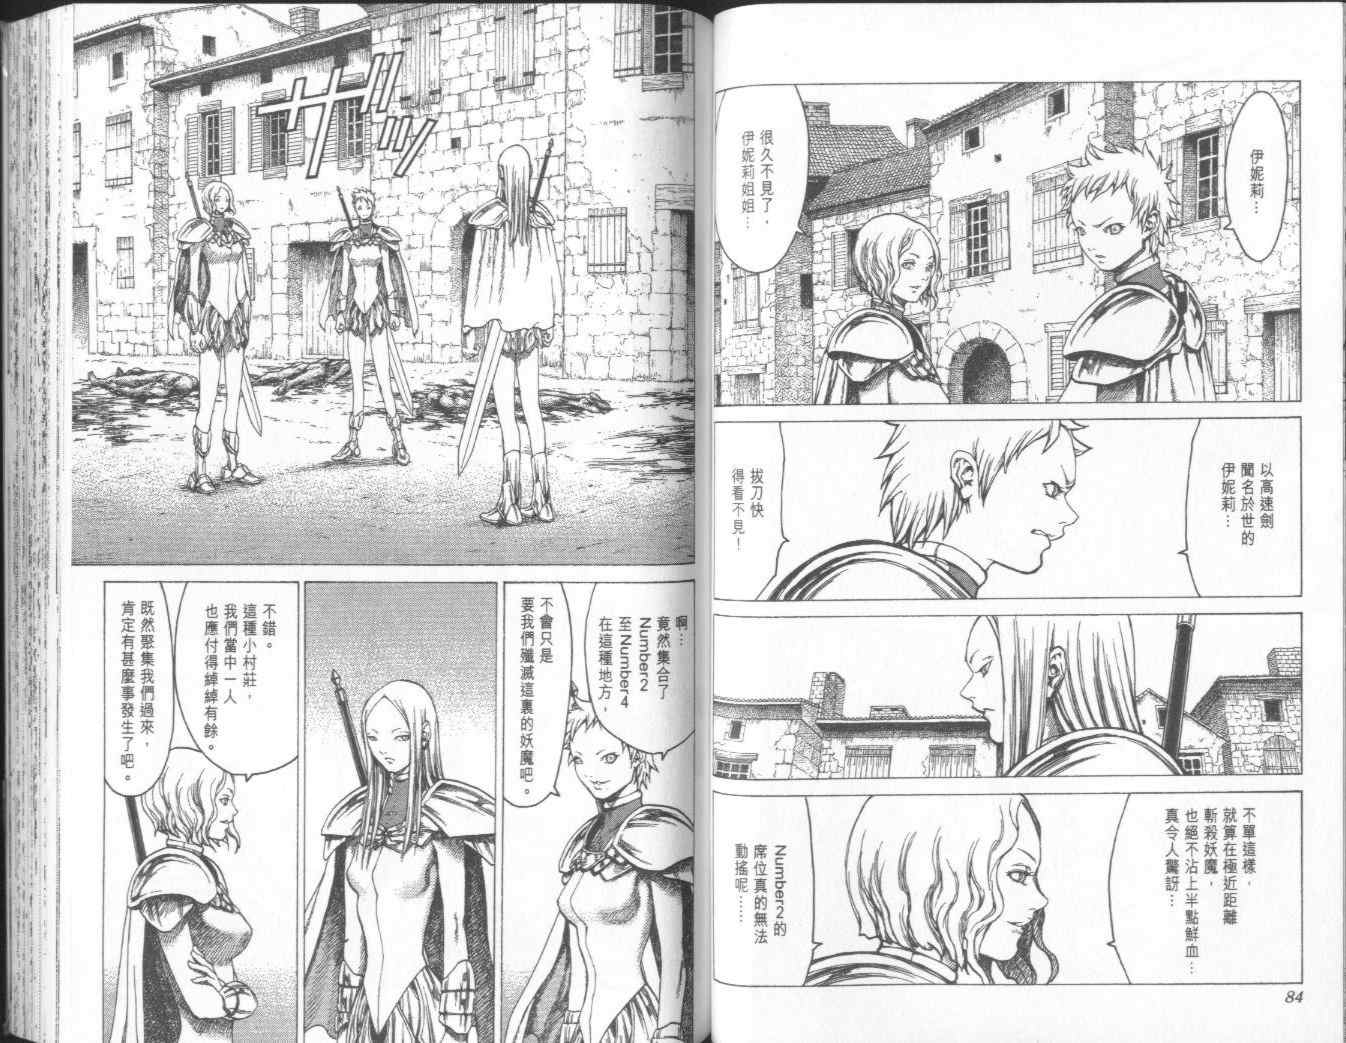 伊妮莉…
很久不見了，
伊妮莉姐姐…
以高速劍
聞名於世的
伊妮莉…
拔刀快
得看不見！
不單這樣，
就算在極近距離
斬殺妖魔，
也絕不沾上半點鮮血…
真令人驚訝…
Number2的
席位真的無法
動搖呢……
84
ザザッ
啊…
竟然集合了
Number2
至Number4
在這種地方，
不會只是
要我們殲滅這裏的妖魔吧。
不錯。
這種小村莊，
我們當中一人
也應付得綽綽有餘。
既然聚集我們過來，
肯定有甚麼事發生了吧。